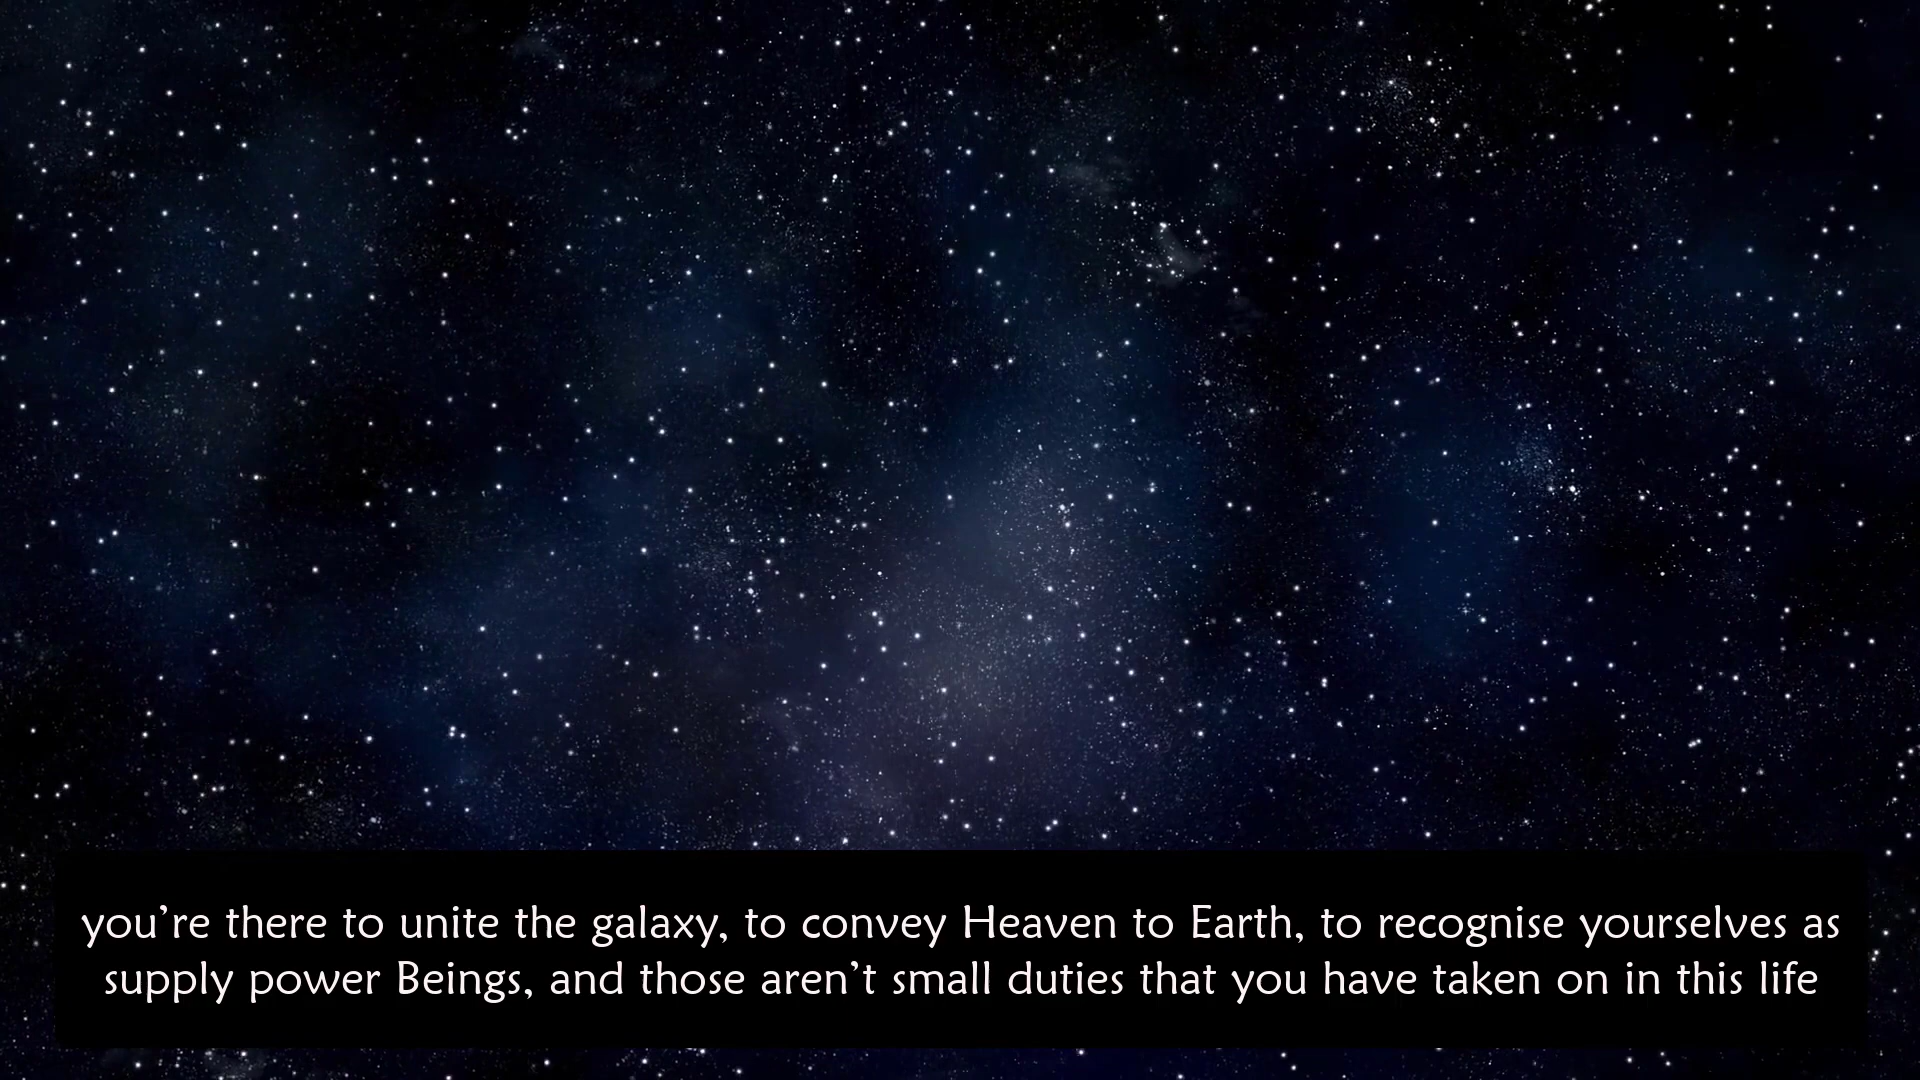 you’re there to unite the galaxy, to convey Heaven to Earth, to recognise yourselves as
supply power Beings, and those aren’t small duties that you have taken on in this life